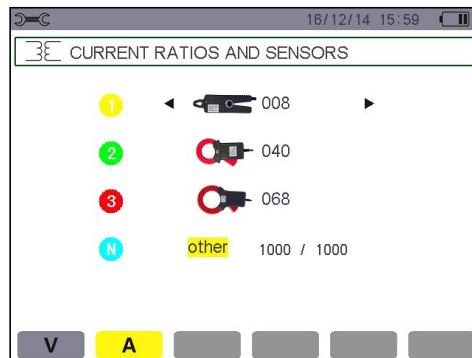 16/12/14 15:59
CURRENT RATIOS AND SENSORS
1 008
2 040
3 068
N other 1000 / 1000
V A